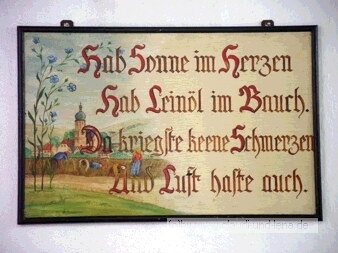 Hab Sonne im Herzen
Hab Leinöl im Bauch.
Da kriegste keene Schmerzen
Und Lust haste auch.